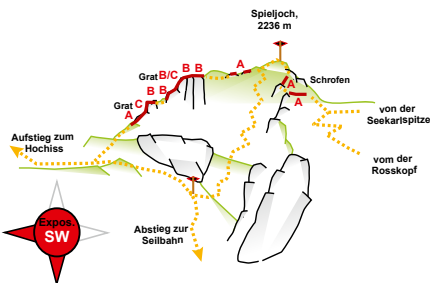 Spieljoch,
2236 m
B/C
B B
Grat
A
B
B
C
Grat
A
A
Schrofen
A
von der
Seekarlspitze
Aufstieg zum
Hochiss
vom der
Rosskopf
Abstieg zur
Seilbahn
Expos.
SW